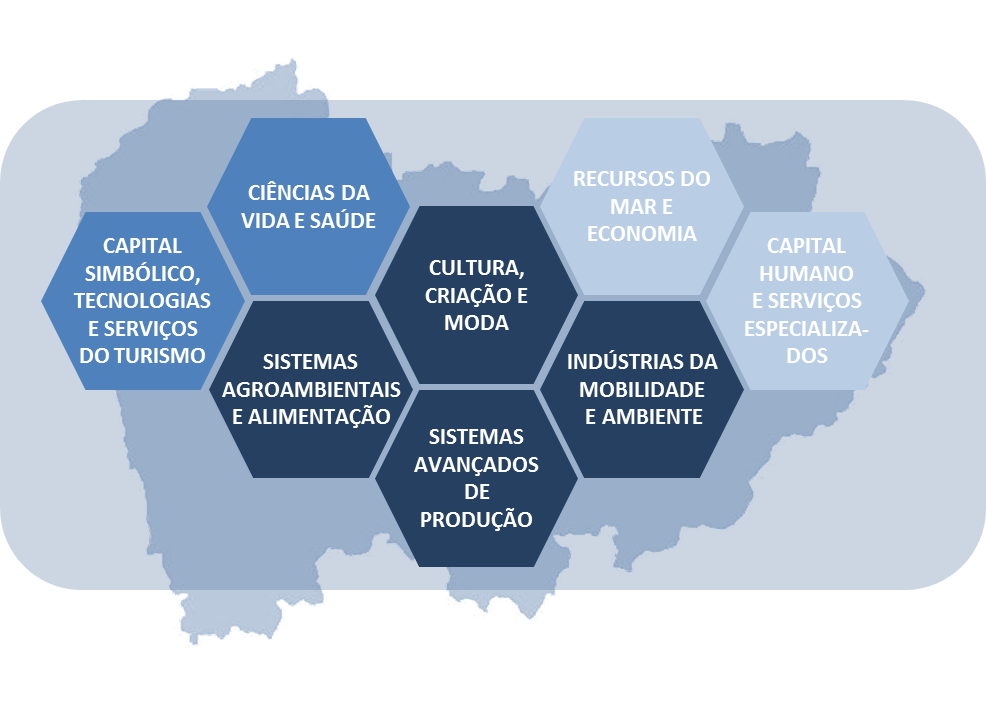 CIÊNCIAS DA
VIDA E SAÚDE
RECURSOS DO
MAR E
ECONOMIA
CAPITAL
SIMBÓLICO,
TECNOLOGIAS
E SERVIÇOS
DO TURISMO
CULTURA,
CRIAÇÃO E
MODA
CAPITAL
HUMANO
E SERVIÇOS
ESPECIALIZA-
DOS
SISTEMAS
AGROAMBIENTAIS
E ALIMENTAÇÃO
INDÚSTRIAS DA
MOBILIDADE
E AMBIENTE
SISTEMAS
AVANÇADOS
DE
PRODUÇÃO